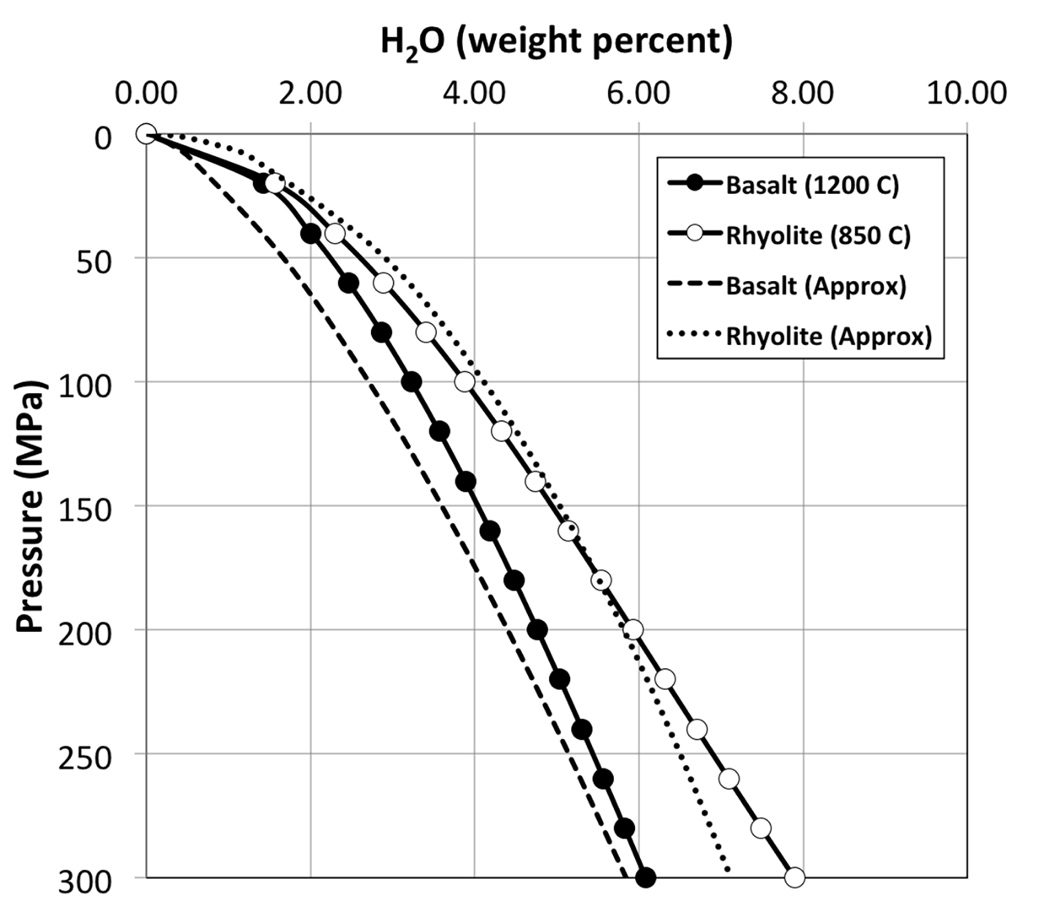 H₂O (weight percent)
0.00 2.00 4.00 6.00 8.00 10.00
0
50
100
150
200
250
300
Pressure (MPa)
Basalt (1200 C)
Rhyolite (850 C)
Basalt (Approx)
Rhyolite (Approx)